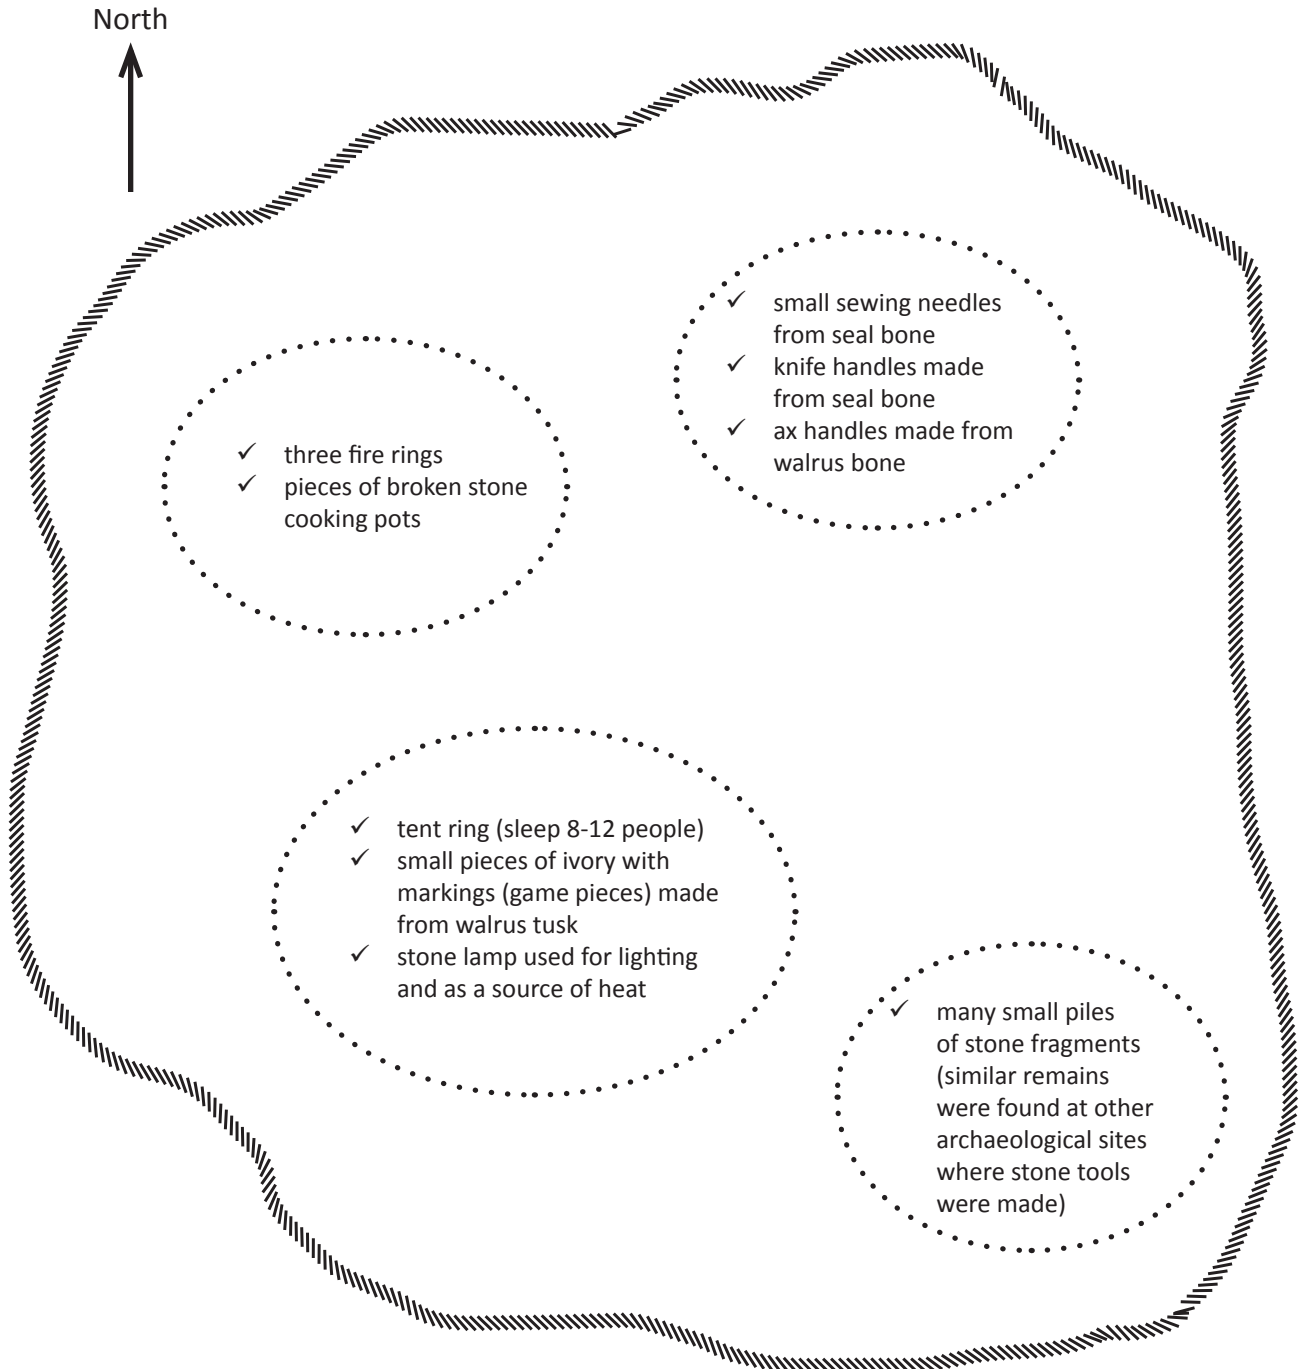 North
✓ small sewing needles
from seal bone
✓ knife handles made
from seal bone
✓ ax handles made from
walrus bone
✓ three fire rings
✓ pieces of broken stone
cooking pots
✓ tent ring (sleep 8-12 people)
✓ small pieces of ivory with
markings (game pieces) made
from walrus tusk
✓ stone lamp used for lighting
and as a source of heat
✓ many small piles
of stone fragments
(similar remains
were found at other
archaeological sites
where stone tools
were made)